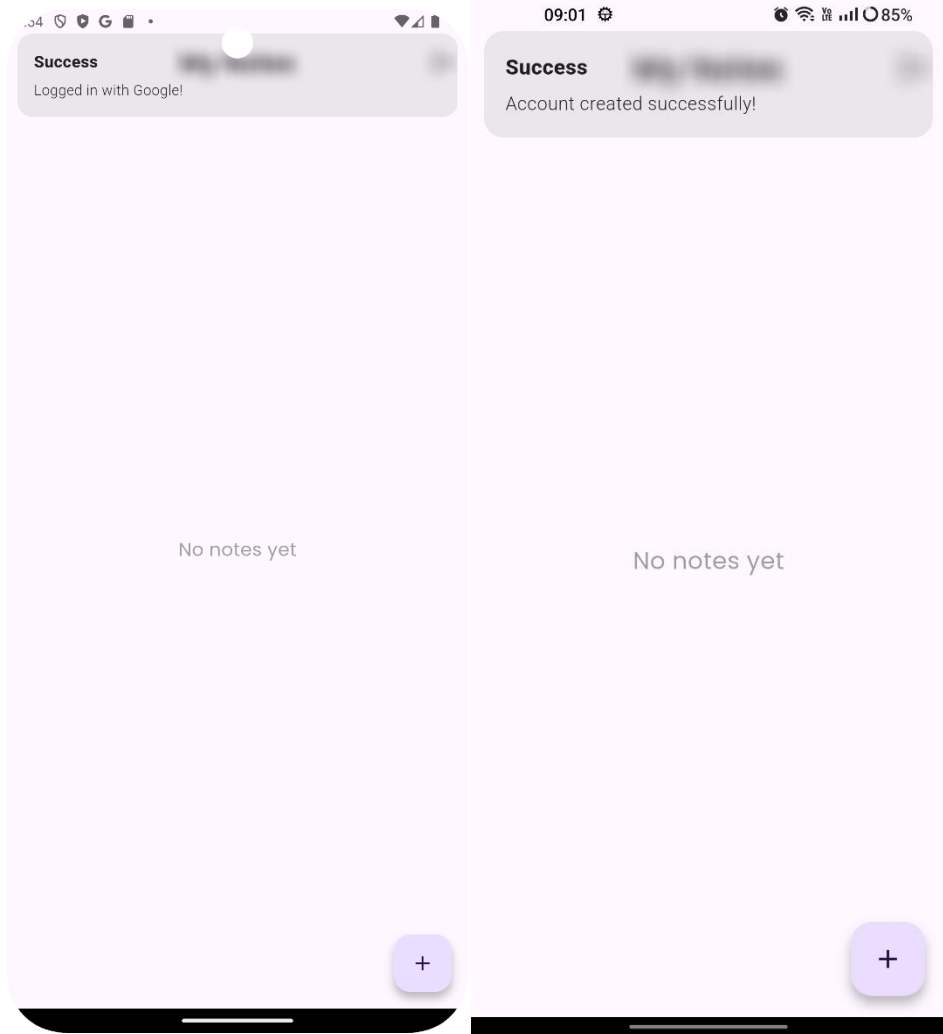 Success
Logged in with Google!
No notes yet
+
09:01
85%
Success
Account created successfully!
No notes yet
+